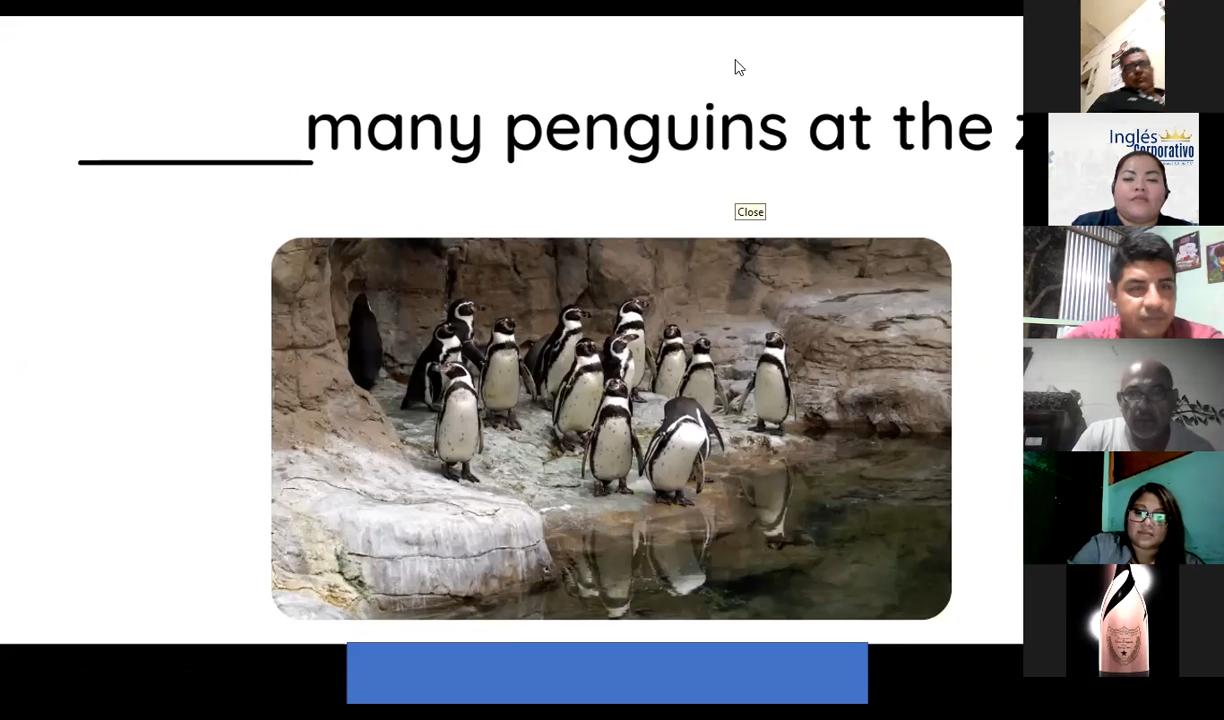 many penguins at the
Close
Inglés
Corporativo